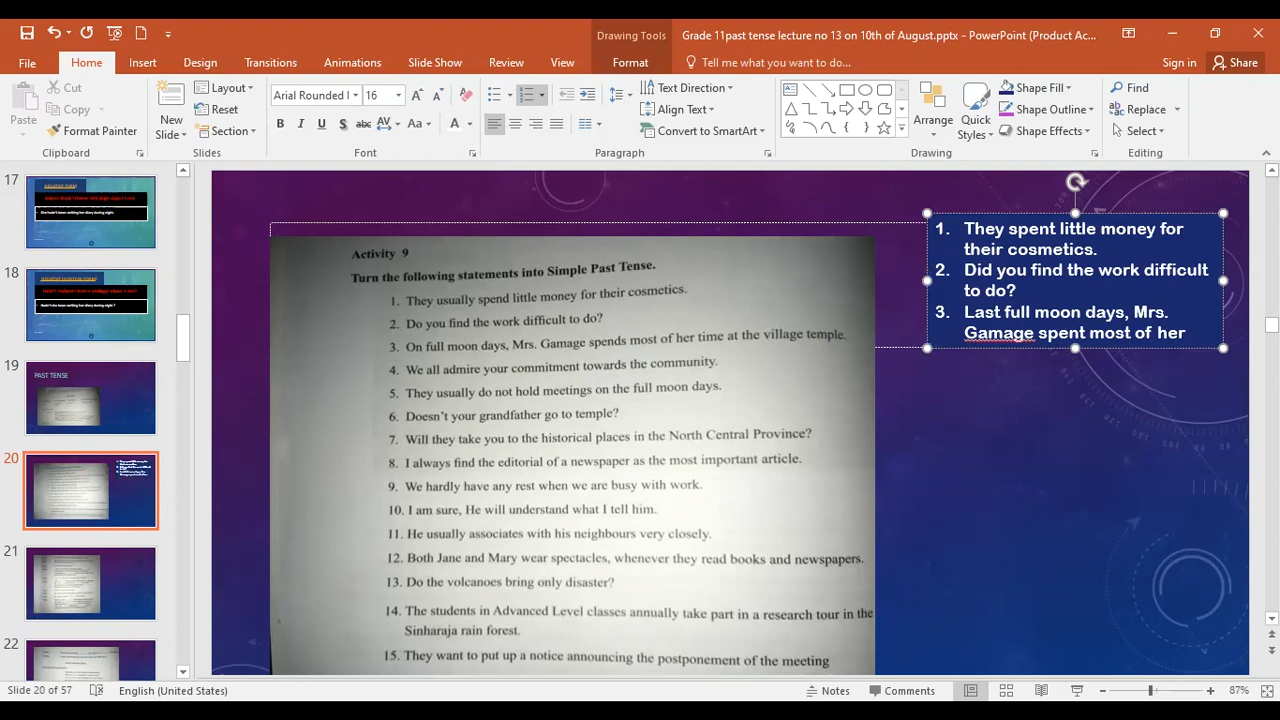 Drawing Tools
Grade 11past tense lecture no 13 on 10th of August.pptx - PowerPoint (Product Ac...
File Home Insert Design Transitions Animations Slide Show Review View Format Tell me what you want to do... Sign in Share
Paste
Cut
Copy
Format Painter
Clipboard
New
Slide
Layout
Reset
Section
Slides
Arial Rounded 16
B I U S abc AV Aa A
Font
Text Direction
Align Text
Convert to SmartArt
Paragraph
Arrange
Quick
Styles
Shape Fill
Shape Outline
Shape Effects
Drawing
Find
Replace
Select
Editing
17
18
19
PAST TENSE
20
21
22
Activity 9
Turn the following statements into Simple Past Tense.
1. They usually spend little money for their cosmetics.
2. Do you find the work difficult to do?
3. On full moon days, Mrs. Gamage spends most of her time at the village temple.
4. We all admire your commitment towards the community.
5. They usually do not hold meetings on the full moon days.
6. Doesn't your grandfather go to temple?
7. Will they take you to the historical places in the North Central Province?
8. I always find the editorial of a newspaper as the most important article.
9. We hardly have any rest when we are busy with work.
10. I am sure, He will understand what I tell him.
11. He usually associates with his neighbours very closely.
12. Both Jane and Mary wear spectacles, whenever they read books and newspapers.
13. Do the volcanoes bring only disaster?
14. The students in Advanced Level classes annually take part in a research tour in the
Sinharaja rain forest.
15. They want to put up a notice announcing the postponement of the meeting
1. They spent little money for
their cosmetics.
2. Did you find the work difficult
to do?
3. Last full moon days, Mrs.
Gamage spent most of her
Slide 20 of 57 English (United States) Notes Comments 87%